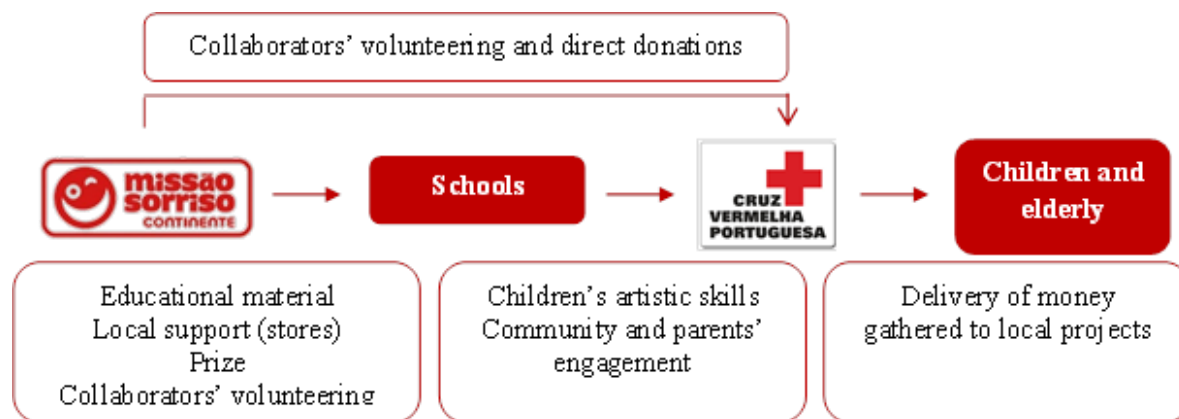 Collaborators’ volunteering and direct donations
missão
sorriso
CONTINENTE
Schools
CRUZ
VERMELHA
PORTUGUESA
Children and
elderly
Educational material
Local support (stores)
Prize
Collaborators’ volunteering
Children’s artistic skills
Community and parents’
engagement
Delivery of money
gathered to local projects